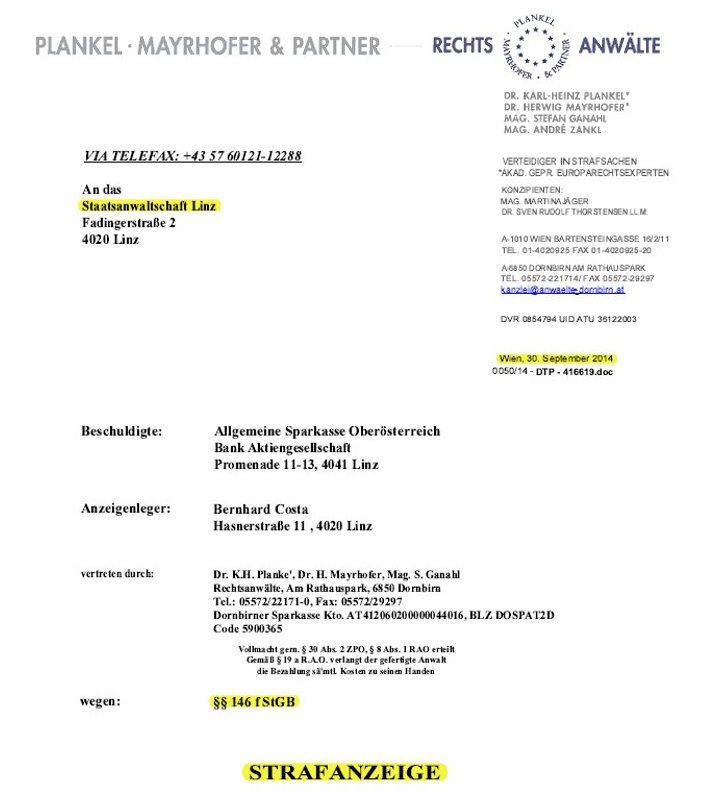 PLANKEL · MAYRHOFER & PARTNER
RECHTS ANWÄLTE
PLANKEL · MAYRHOFER · & PARTNER
DR. KARL-HEINZ PLANKEL*
DR. HERWIG MAYRHOFER*
MAG. STEFAN GANAHL
MAG. ANDRÉ ZANKL
VERTEIDIGER IN STRAFSACHEN
*AKAD. GEPR. EUROPARECHTSEXPERTEN
KONZIPIENTEN:
MAG. MARTINAJÄGER
DR. SVEN RUDOLF THORSTENSEN LL.M.
A-1010 WIEN BARTENSTEINGASSE 16/2/11
TEL. 01-4020925 FAX 01-4020925-20
A-6850 DORNBIRN AM RATHAUSPARK
TEL. 05572-221714/ FAX 05572-29297
kanzlei@anwaelte-dornbirn.at
DVR 0854794 UID ATU 36122003
Wien, 30. September 2014
0050/14 - DTP - 416619.doc
VIA TELEFAX: +43 57 60121-12288
An das
Staatsanwaltschaft Linz
Fadingerstraße 2
4020 Linz
Beschuldigte: Allgemeine Sparkasse Oberösterreich
Bank Aktiengesellschaft
Promenade 11-13, 4041 Linz
Anzeigenleger: Bernhard Costa
Hasnerstraße 11 , 4020 Linz
vertreten durch: Dr. K.H. Planke', Dr. H. Mayrhofer, Mag. S. Ganahl
Rechtsanwälte, Am Rathauspark, 6850 Dornbirn
Tel.: 05572/22171-0, Fax: 05572/29297
Dornbirner Sparkasse Kto. AT412060200000044016, BLZ DOSPAT2D
Code 5900365
Vollmacht gem. § 30 Abs. 2 ZPO, § 8 Abs. 1 RAO erteilt
Gemäß § 19 a R.A.O. verlangt der gefertigte Anwalt
die Bezahlung sä'mtl. Kosten zu seinen Handen
wegen: §§ 146 f StGB
STRAFANZEIGE